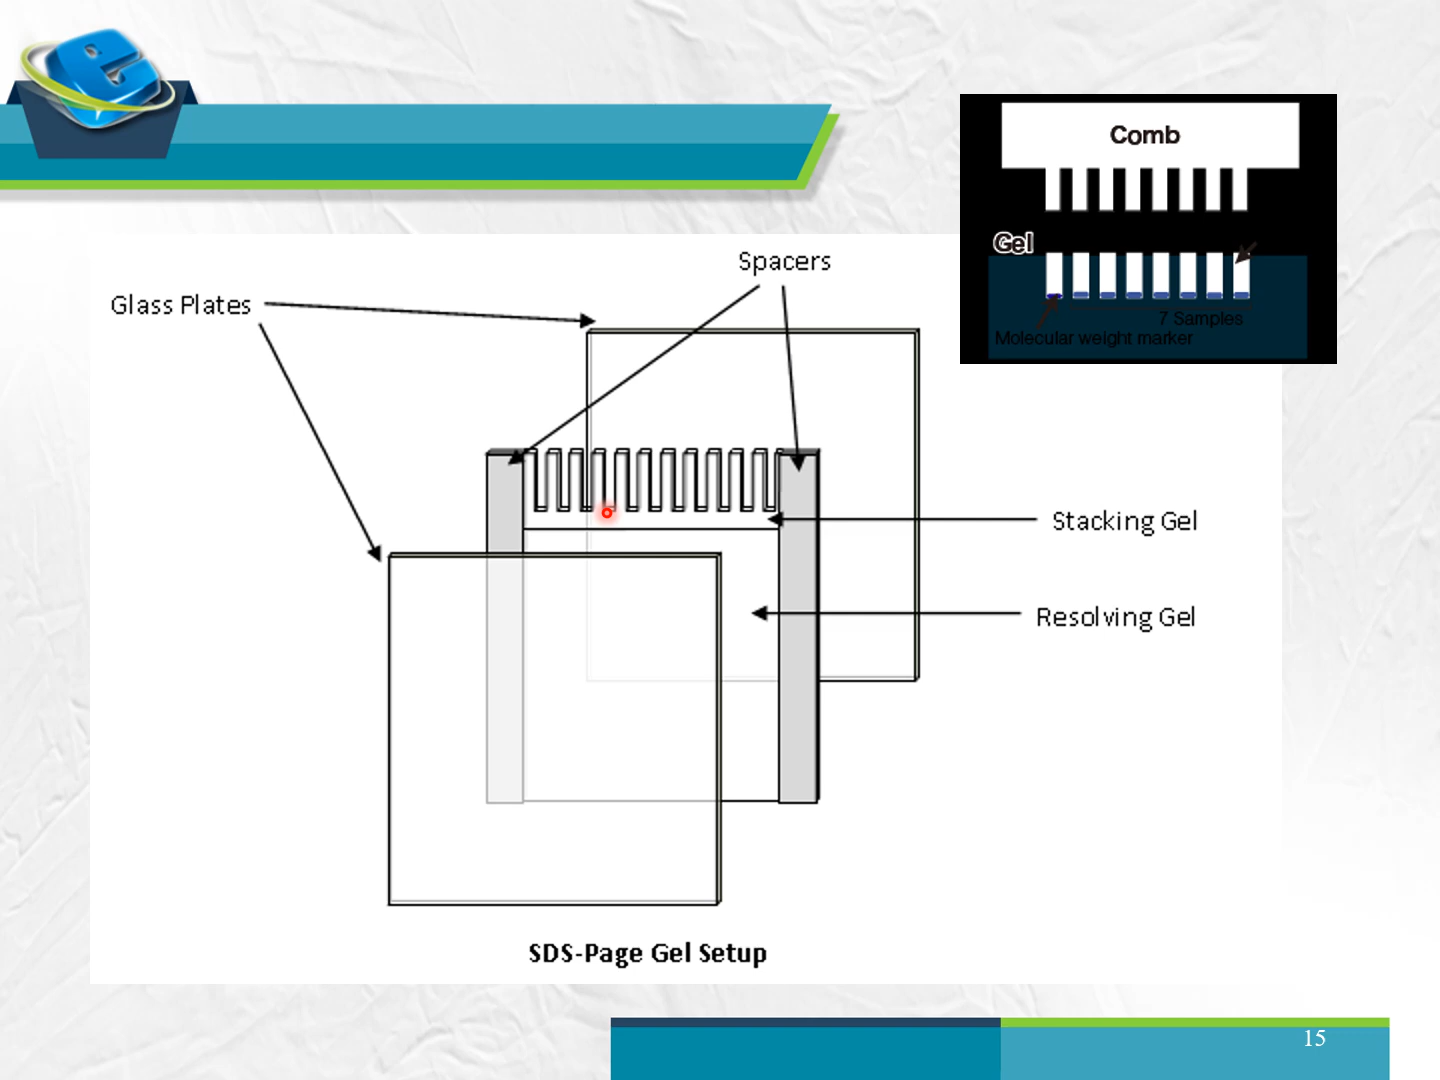 Comb
Gel
7 Samples
Molecular weight marker
Spacers
Glass Plates
Stacking Gel
Resolving Gel
SDS-Page Gel Setup
15